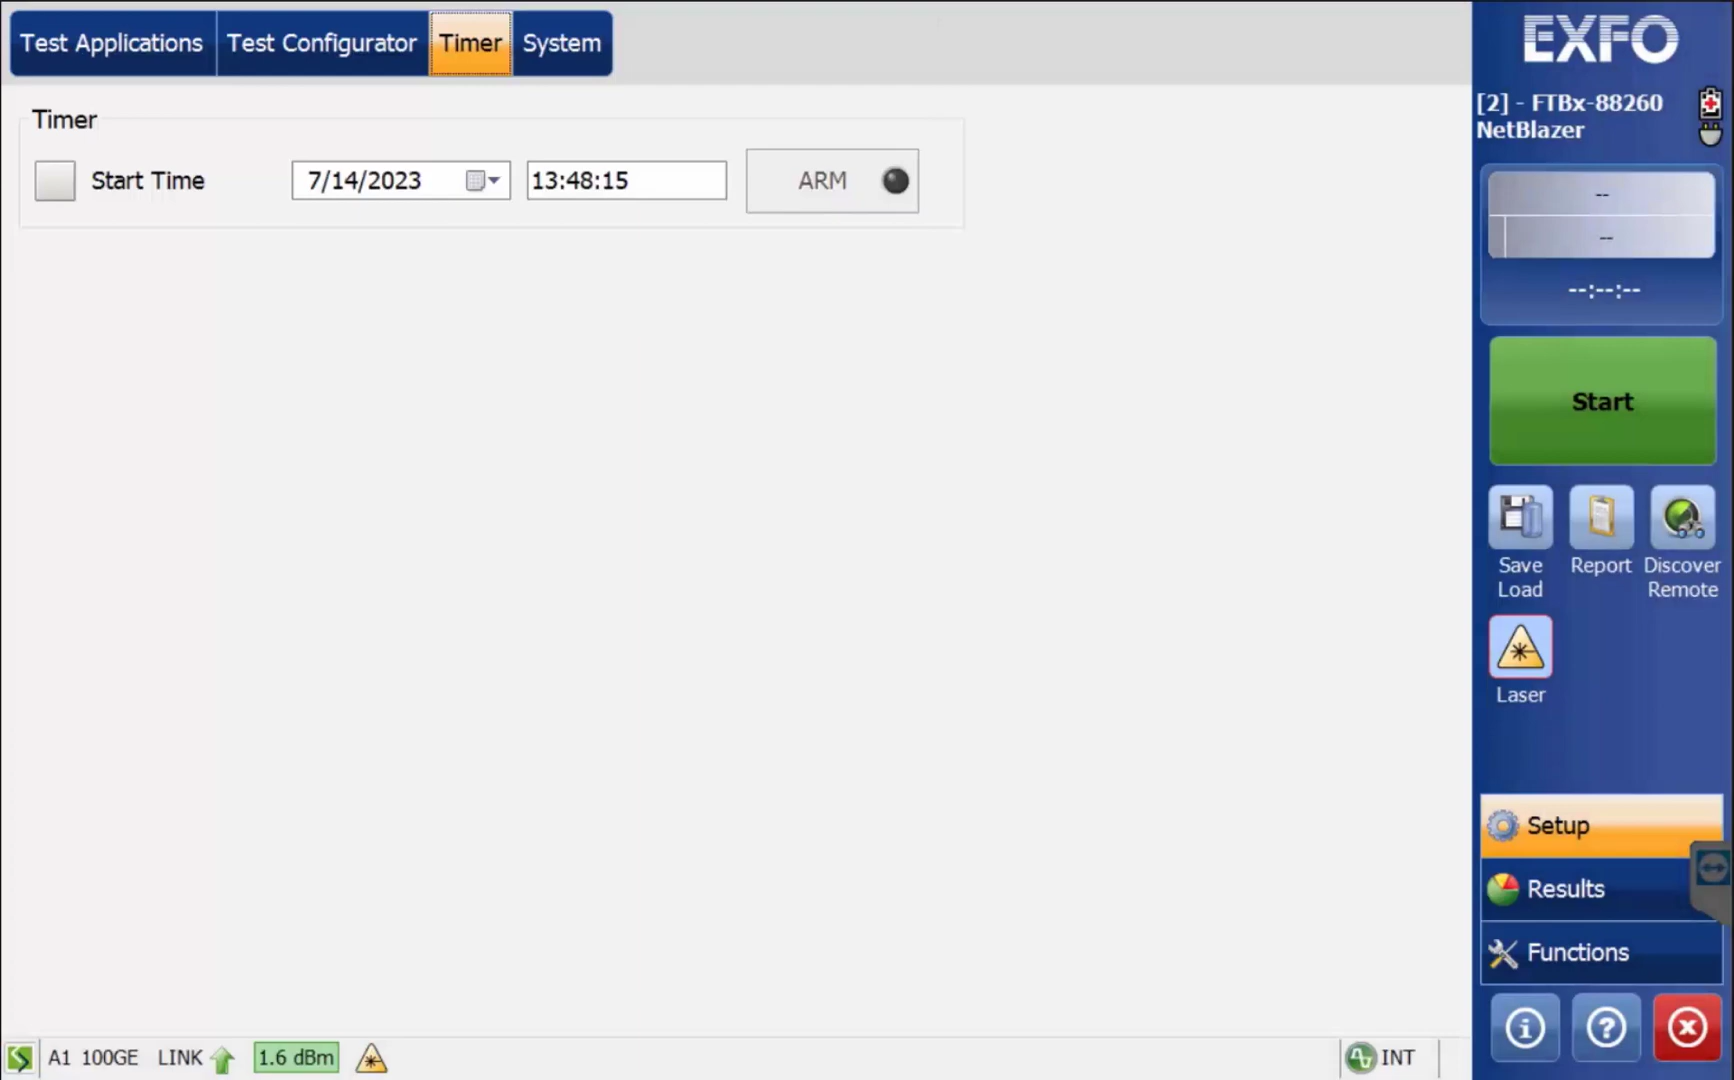 Test Applications
Test Configurator
Timer
System
EXFO
[2] - FTBx-88260
NetBlazer
Timer
Start Time
7/14/2023
13:48:15
ARM
--
--
--:--:--
Start
Save
Load
Report
Discover
Remote
Laser
Setup
Results
Functions
A1 100GE LINK
1.6 dBm
INT